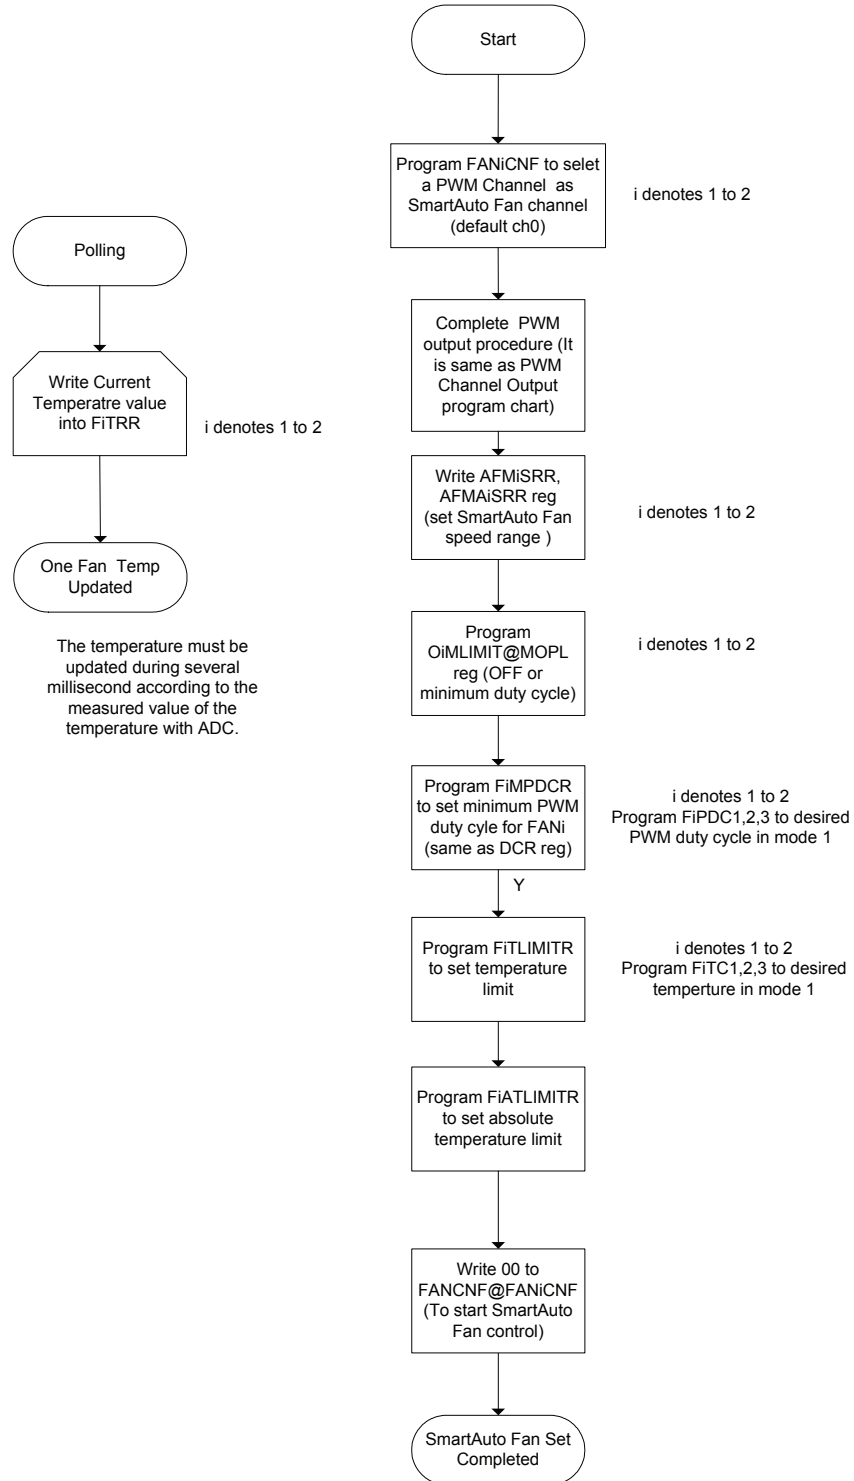 Start
Program FANiCNF to selet
a PWM Channel as
SmartAuto Fan channel
(default ch0)
i denotes 1 to 2
Polling
Complete PWM
output procedure (It
is same as PWM
Channel Output
program chart)
Write Current
Temperatre value
into FiTRR
i denotes 1 to 2
Write AFMiSRR,
AFMAiSRR reg
(set SmartAuto Fan
speed range )
i denotes 1 to 2
One Fan Temp
Updated
The temperature must be
updated during several
millisecond according to the
measured value of the
temperature with ADC.
Program
OiMLIMIT@MOPL
reg (OFF or
minimum duty cycle)
i denotes 1 to 2
Program FiMPDCR
to set minimum PWM
duty cyle for FANi
(same as DCR reg)
i denotes 1 to 2
Program FiPDC1,2,3 to desired
PWM duty cycle in mode 1
Y
Program FiTLIMITR
to set temperature
limit
i denotes 1 to 2
Program FiTC1,2,3 to desired
temperture in mode 1
Program FiATLIMITR
to set absolute
temperature limit
Write 00 to
FANCNF@FANiCNF
(To start SmartAuto
Fan control)
SmartAuto Fan Set
Completed